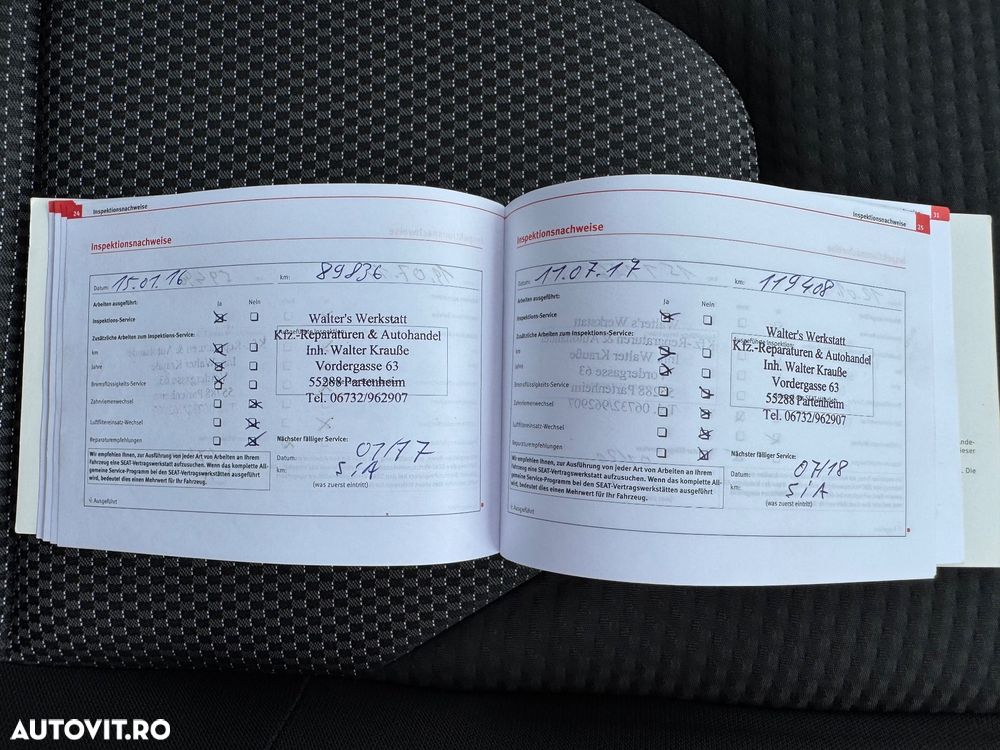 24 Inspektionsnachweise
Inspektionsnachweise
Datum: 15.01.16 km: 89836
Arbeiten ausgeführt: Ja Nein
Inspektions-Service
Zusätzliche Arbeiten zum Inspektions-Service:
km
Jahre
Bremsflüssigkeits-Service
Zahnriemenwechsel
Luftfiltereinsatz-Wechsel
Reparaturempfehlungen
Walter's Werkstatt
Kfz.-Reparaturen & Autohandel
Inh. Walter Krauße
Vordergasse 63
55288 Partenheim
Tel. 06732/962907
Nächster fälliger Service:
Datum: 01/17
km: SIA
(was zuerst eintritt)
Wir empfehlen Ihnen, zur Ausführung von jeder Art von Arbeiten an Ihrem
Fahrzeug eine SEAT-Vertragswerkstatt aufzusuchen. Wenn das komplette All-
gemeine Service-Programm bei den SEAT-Vertragswerkstätten ausgeführt
wird, bedeutet dies einen Mehrwert für Ihr Fahrzeug.
√: Ausgeführt
Inspektionsnachweise 25
31
Inspektionsnachweise
Datum: 11.07.17 km: 119408
Arbeiten ausgeführt: Ja Nein
Inspektions-Service
Zusätzliche Arbeiten zum Inspektions-Service:
km
Jahre
Bremsflüssigkeits-Service
Zahnriemenwechsel
Luftfiltereinsatz-Wechsel
Reparaturempfehlungen
Walter's Werkstatt
Kfz.-Reparaturen & Autohandel
Inh. Walter Krauße
Vordergasse 63
55288 Partenheim
Tel. 06732/962907
Nächster fälliger Service:
Datum: 07/18
km: SIA
(was zuerst eintritt)
Wir empfehlen Ihnen, zur Ausführung von jeder Art von Arbeiten an Ihrem
Fahrzeug eine SEAT-Vertragswerkstatt aufzusuchen. Wenn das komplette All-
gemeine Service-Programm bei den SEAT-Vertragswerkstätten ausgeführt
wird, bedeutet dies einen Mehrwert für Ihr Fahrzeug.
√: Ausgeführt
AUTOVIT.RO